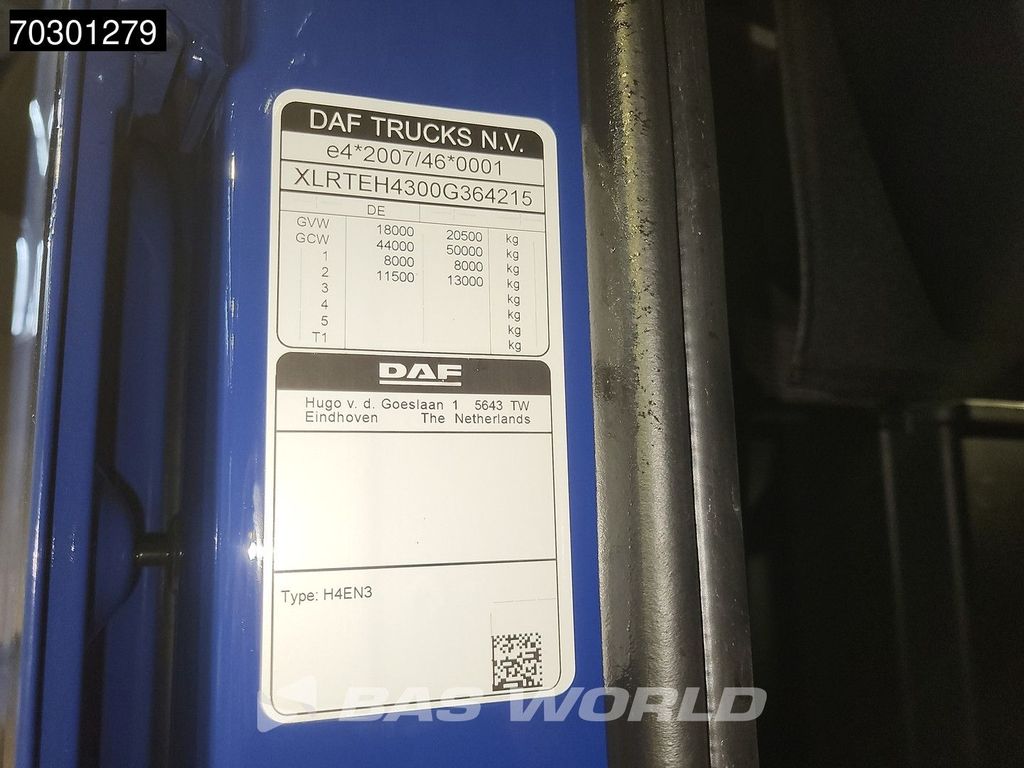 70301279
DAF TRUCKS N.V.
e4*2007/46*0001
XLRTEH4300G364215
DE
GVW 18000 20500 kg
GCW 44000 50000 kg
1 8000 8000 kg
2 11500 13000 kg
3 kg
4 kg
5 kg
T1 kg
DAF
Hugo v. d. Goeslaan 1 5643 TW
Eindhoven The Netherlands
Type: H4EN3
BAS WORLD